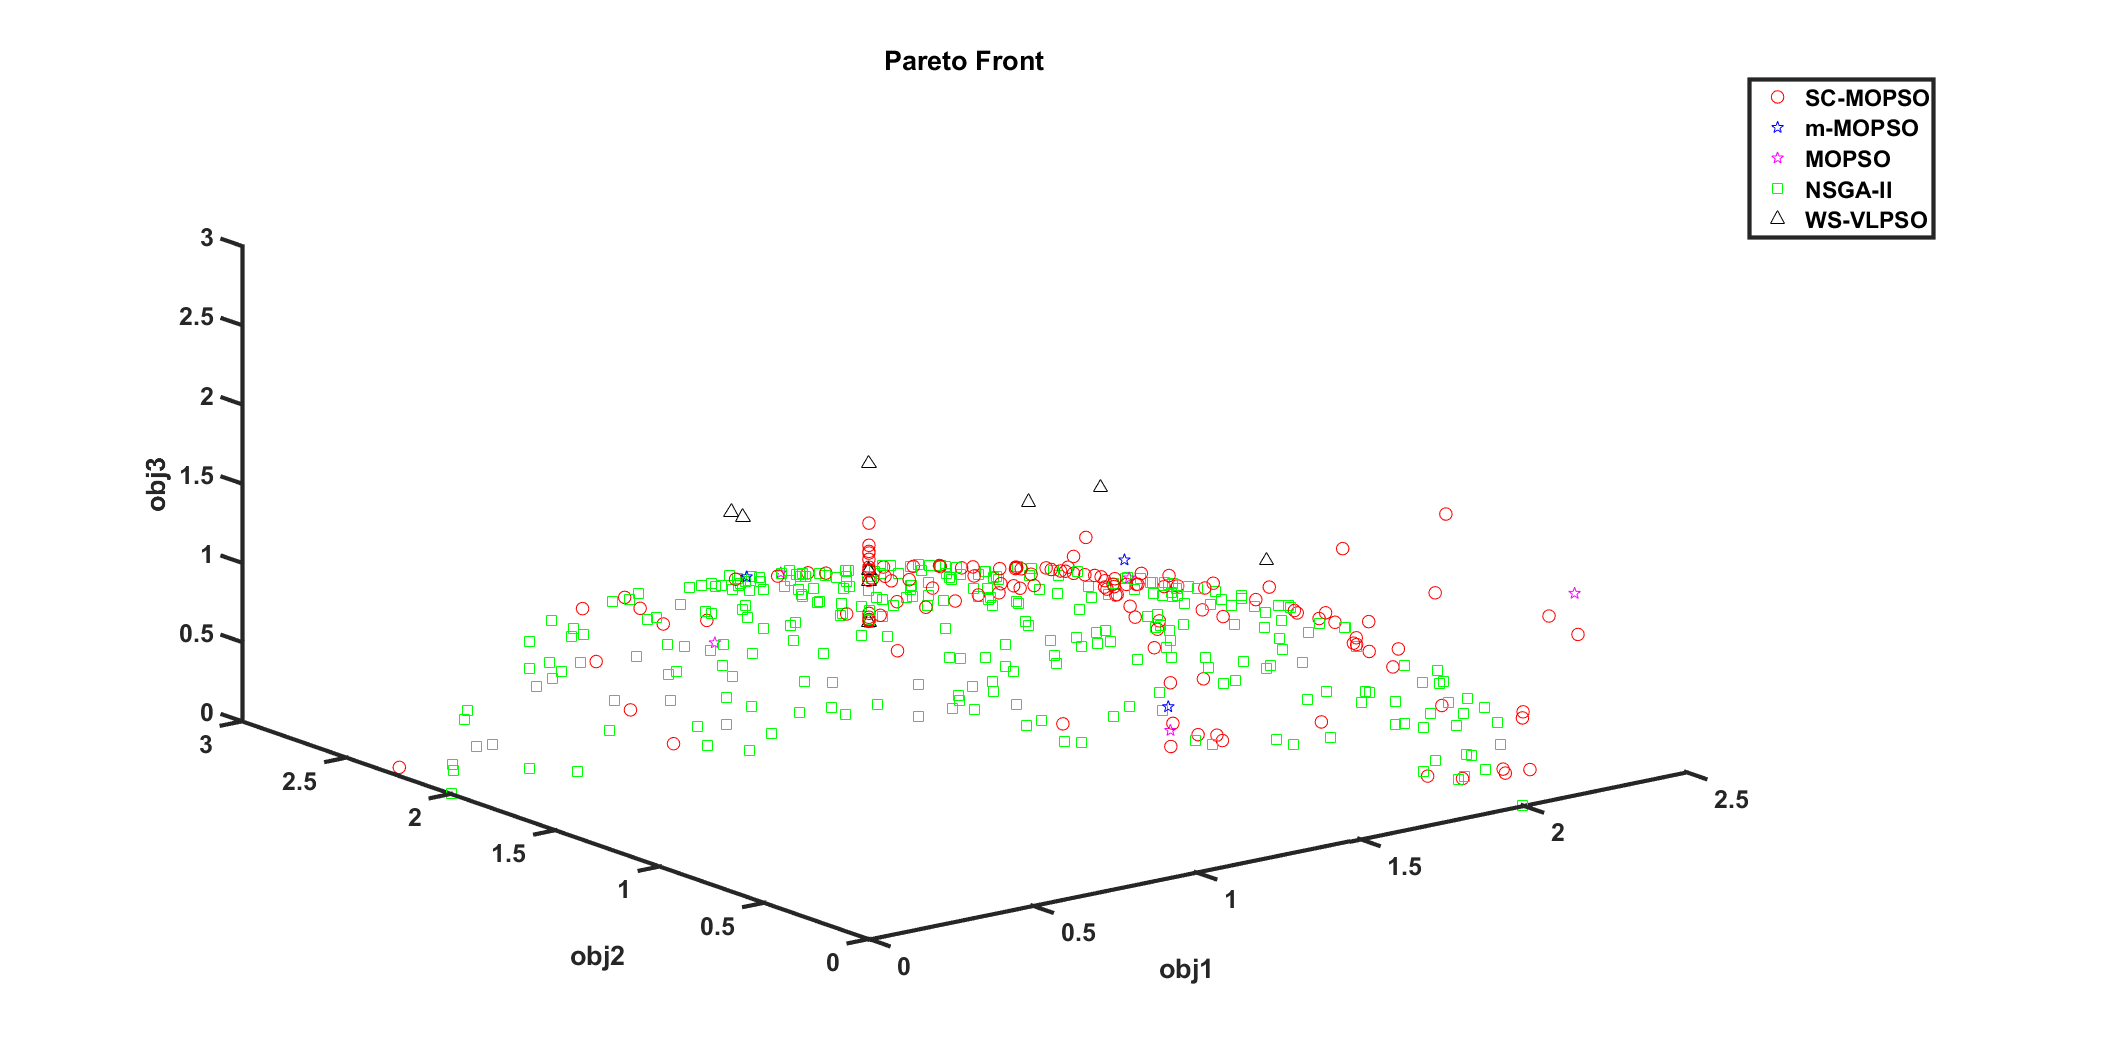 Pareto Front
SC-MOPSO
m-MOPSO
MOPSO
NSGA-II
WS-VLPSO
3
2.5
2
1.5
1
0.5
0
obj3
3
2.5
2
1.5
1
0.5
0
obj2
0
0.5
1
1.5
2
2.5
obj1